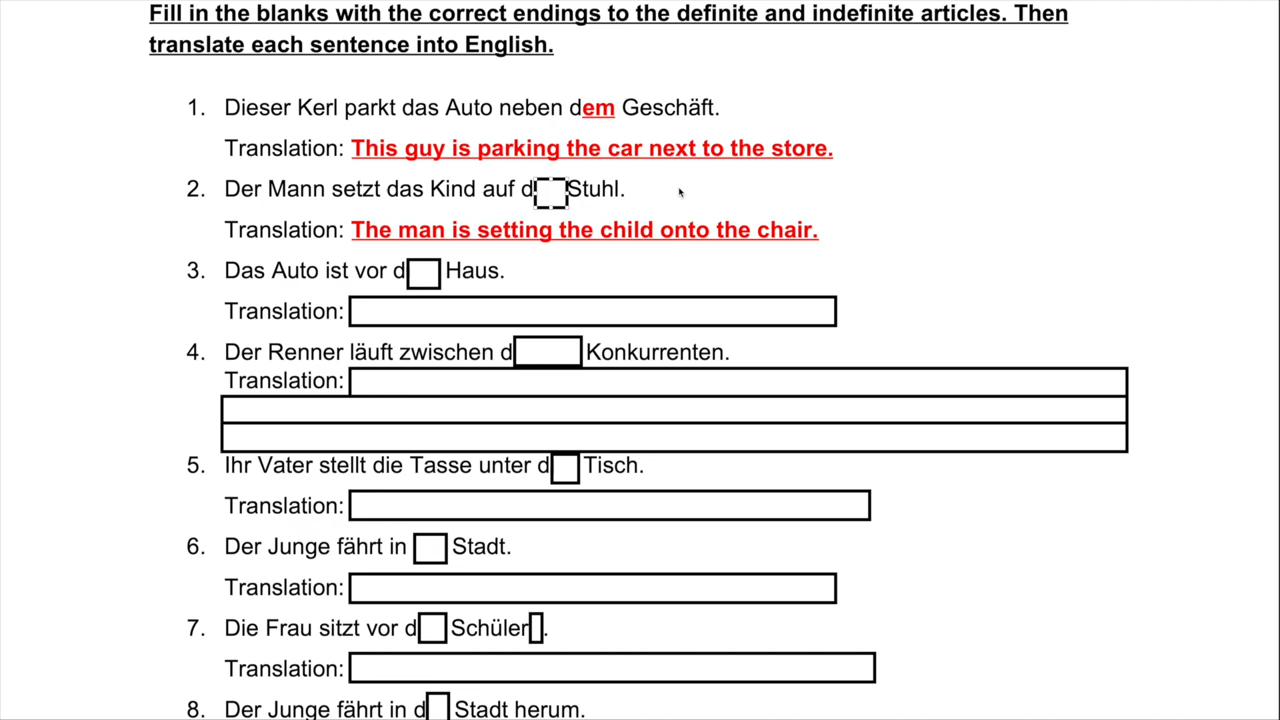 Fill in the blanks with the correct endings to the definite and indefinite articles. Then
translate each sentence into English.
1. Dieser Kerl parkt das Auto neben dem Geschäft.
Translation: This guy is parking the car next to the store.
2. Der Mann setzt das Kind auf d Stuhl.
Translation: The man is setting the child onto the chair.
3. Das Auto ist vor d Haus.
Translation:
4. Der Renner läuft zwischen d Konkurrenten.
Translation:
5. Ihr Vater stellt die Tasse unter d Tisch.
Translation:
6. Der Junge fährt in Stadt.
Translation:
7. Die Frau sitzt vor d Schüler .
Translation:
8. Der Junge fährt in d Stadt herum.